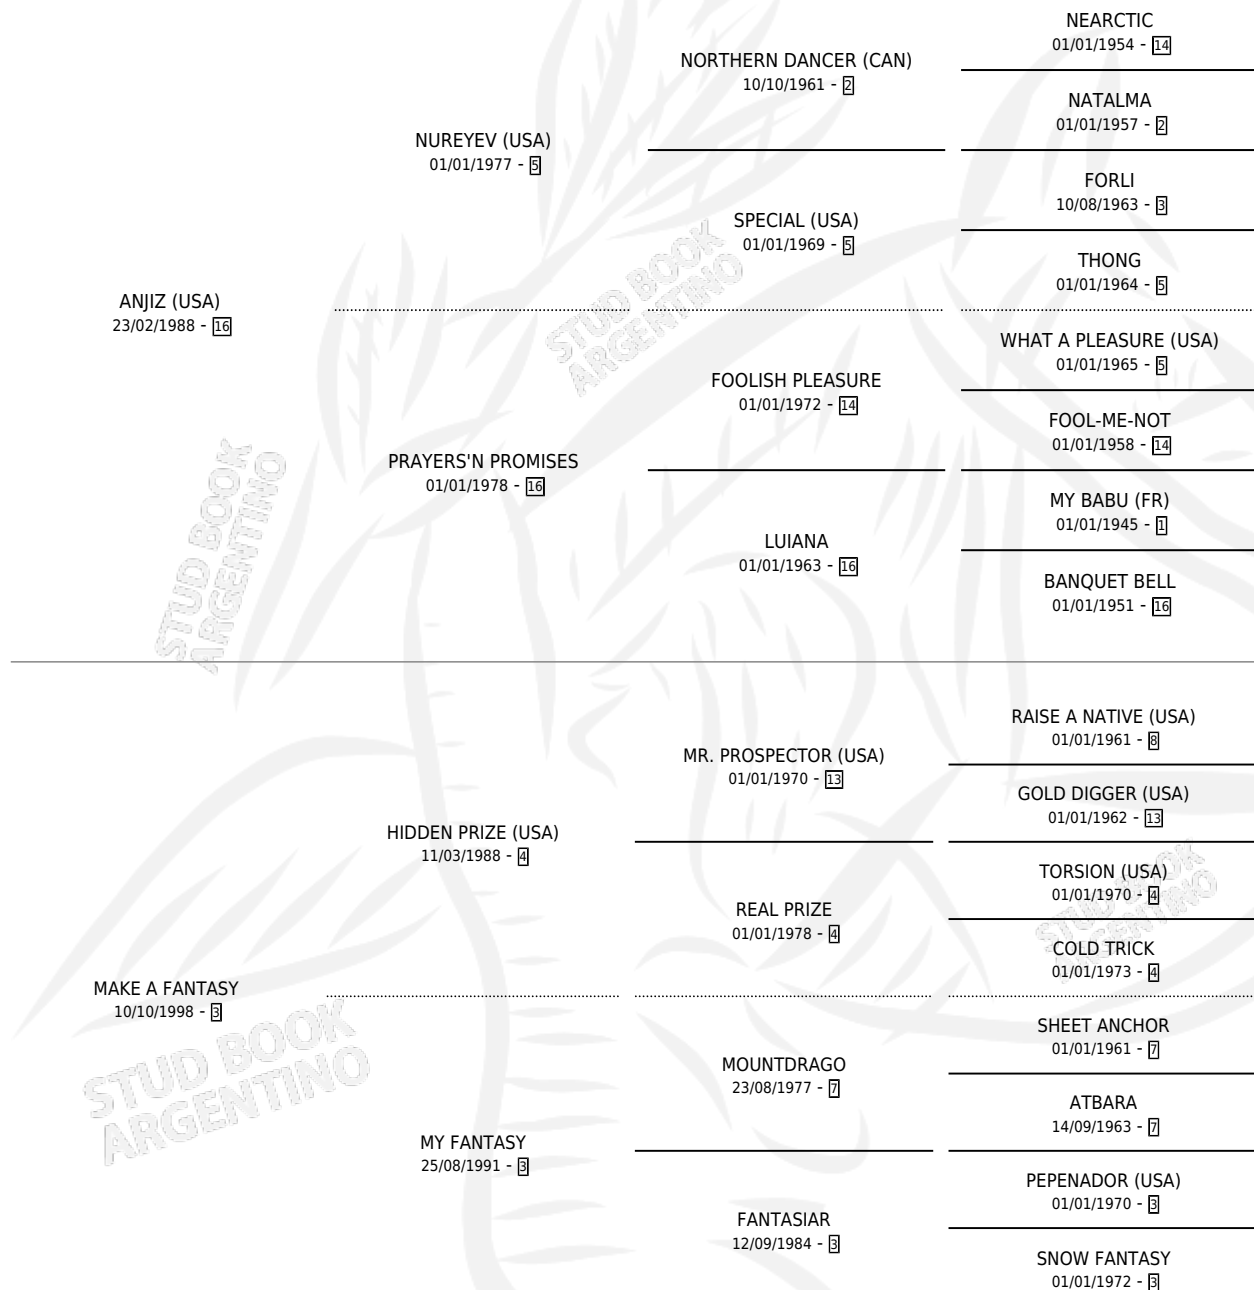 NEARCTIC
01/01/1954 - 14
NORTHERN DANCER (CAN)
10/10/1961 - 2
NATALMA
01/01/1957 - 2
NUREYEV (USA)
01/01/1977 - 5
FORLI
10/08/1963 - 3
SPECIAL (USA)
01/01/1969 - 5
THONG
01/01/1964 - 5
ANJIZ (USA)
23/02/1988 - 16
STUD BOOK
ARGENTINO
WHAT A PLEASURE (USA)
01/01/1965 - 5
FOOLISH PLEASURE
01/01/1972 - 14
FOOL-ME-NOT
01/01/1958 - 14
PRAYERS'N PROMISES
01/01/1978 - 16
MY BABU (FR)
01/01/1945 - 1
LUIANA
01/01/1963 - 16
BANQUET BELL
01/01/1951 - 16
STUD BOOK
ARGENTINO
RAISE A NATIVE (USA)
01/01/1961 - 8
MR. PROSPECTOR (USA)
01/01/1970 - 13
GOLD DIGGER (USA)
01/01/1962 - 13
HIDDEN PRIZE (USA)
11/03/1988 - 4
TORSION (USA)
01/01/1970 - 4
REAL PRIZE
01/01/1978 - 4
COLD TRICK
01/01/1973 - 4
STUD BOOK
ARGENTINO
MAKE A FANTASY
10/10/1998 - 3
SHEET ANCHOR
01/01/1961 - 7
MOUNTDRAGO
23/08/1977 - 7
ATBARA
14/09/1963 - 7
STUD BOOK
ARGENTINO
MY FANTASY
25/08/1991 - 3
PEPENADOR (USA)
01/01/1970 - 3
FANTASIAR
12/09/1984 - 3
SNOW FANTASY
01/01/1972 - 3